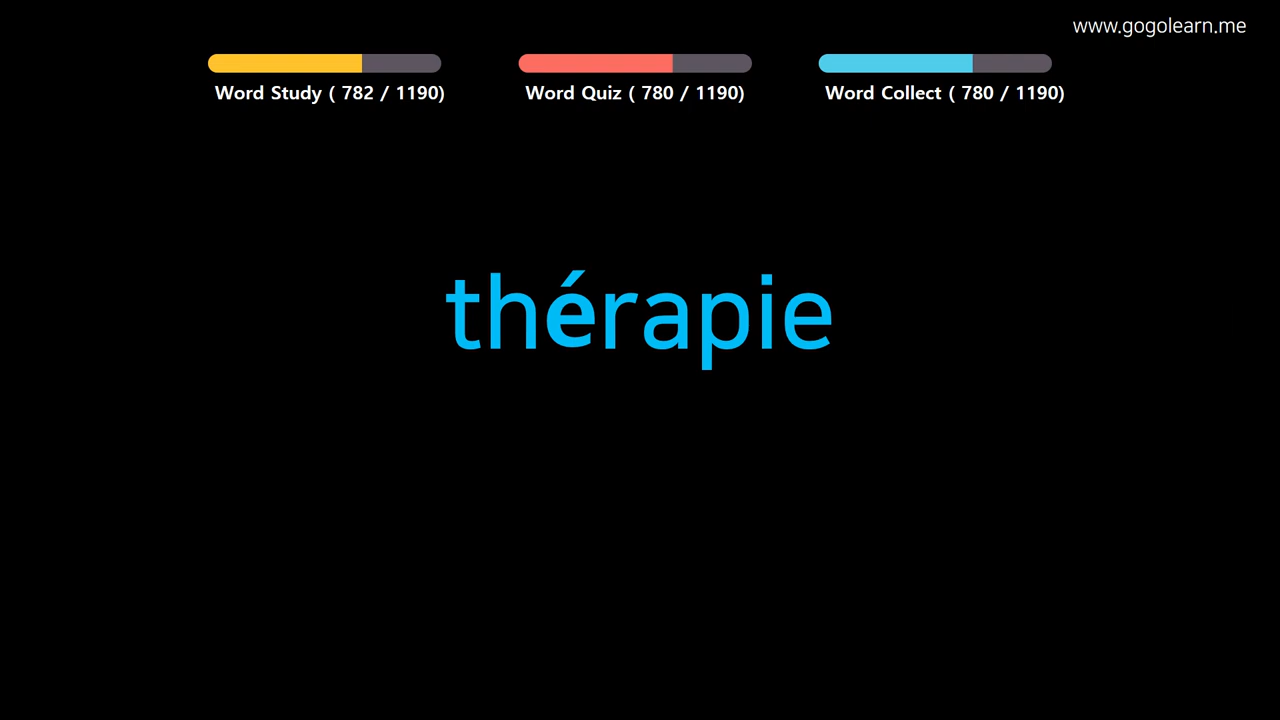 www.gogolearn.me
Word Study ( 782 / 1190)
Word Quiz ( 780 / 1190)
Word Collect ( 780 / 1190)
thérapie